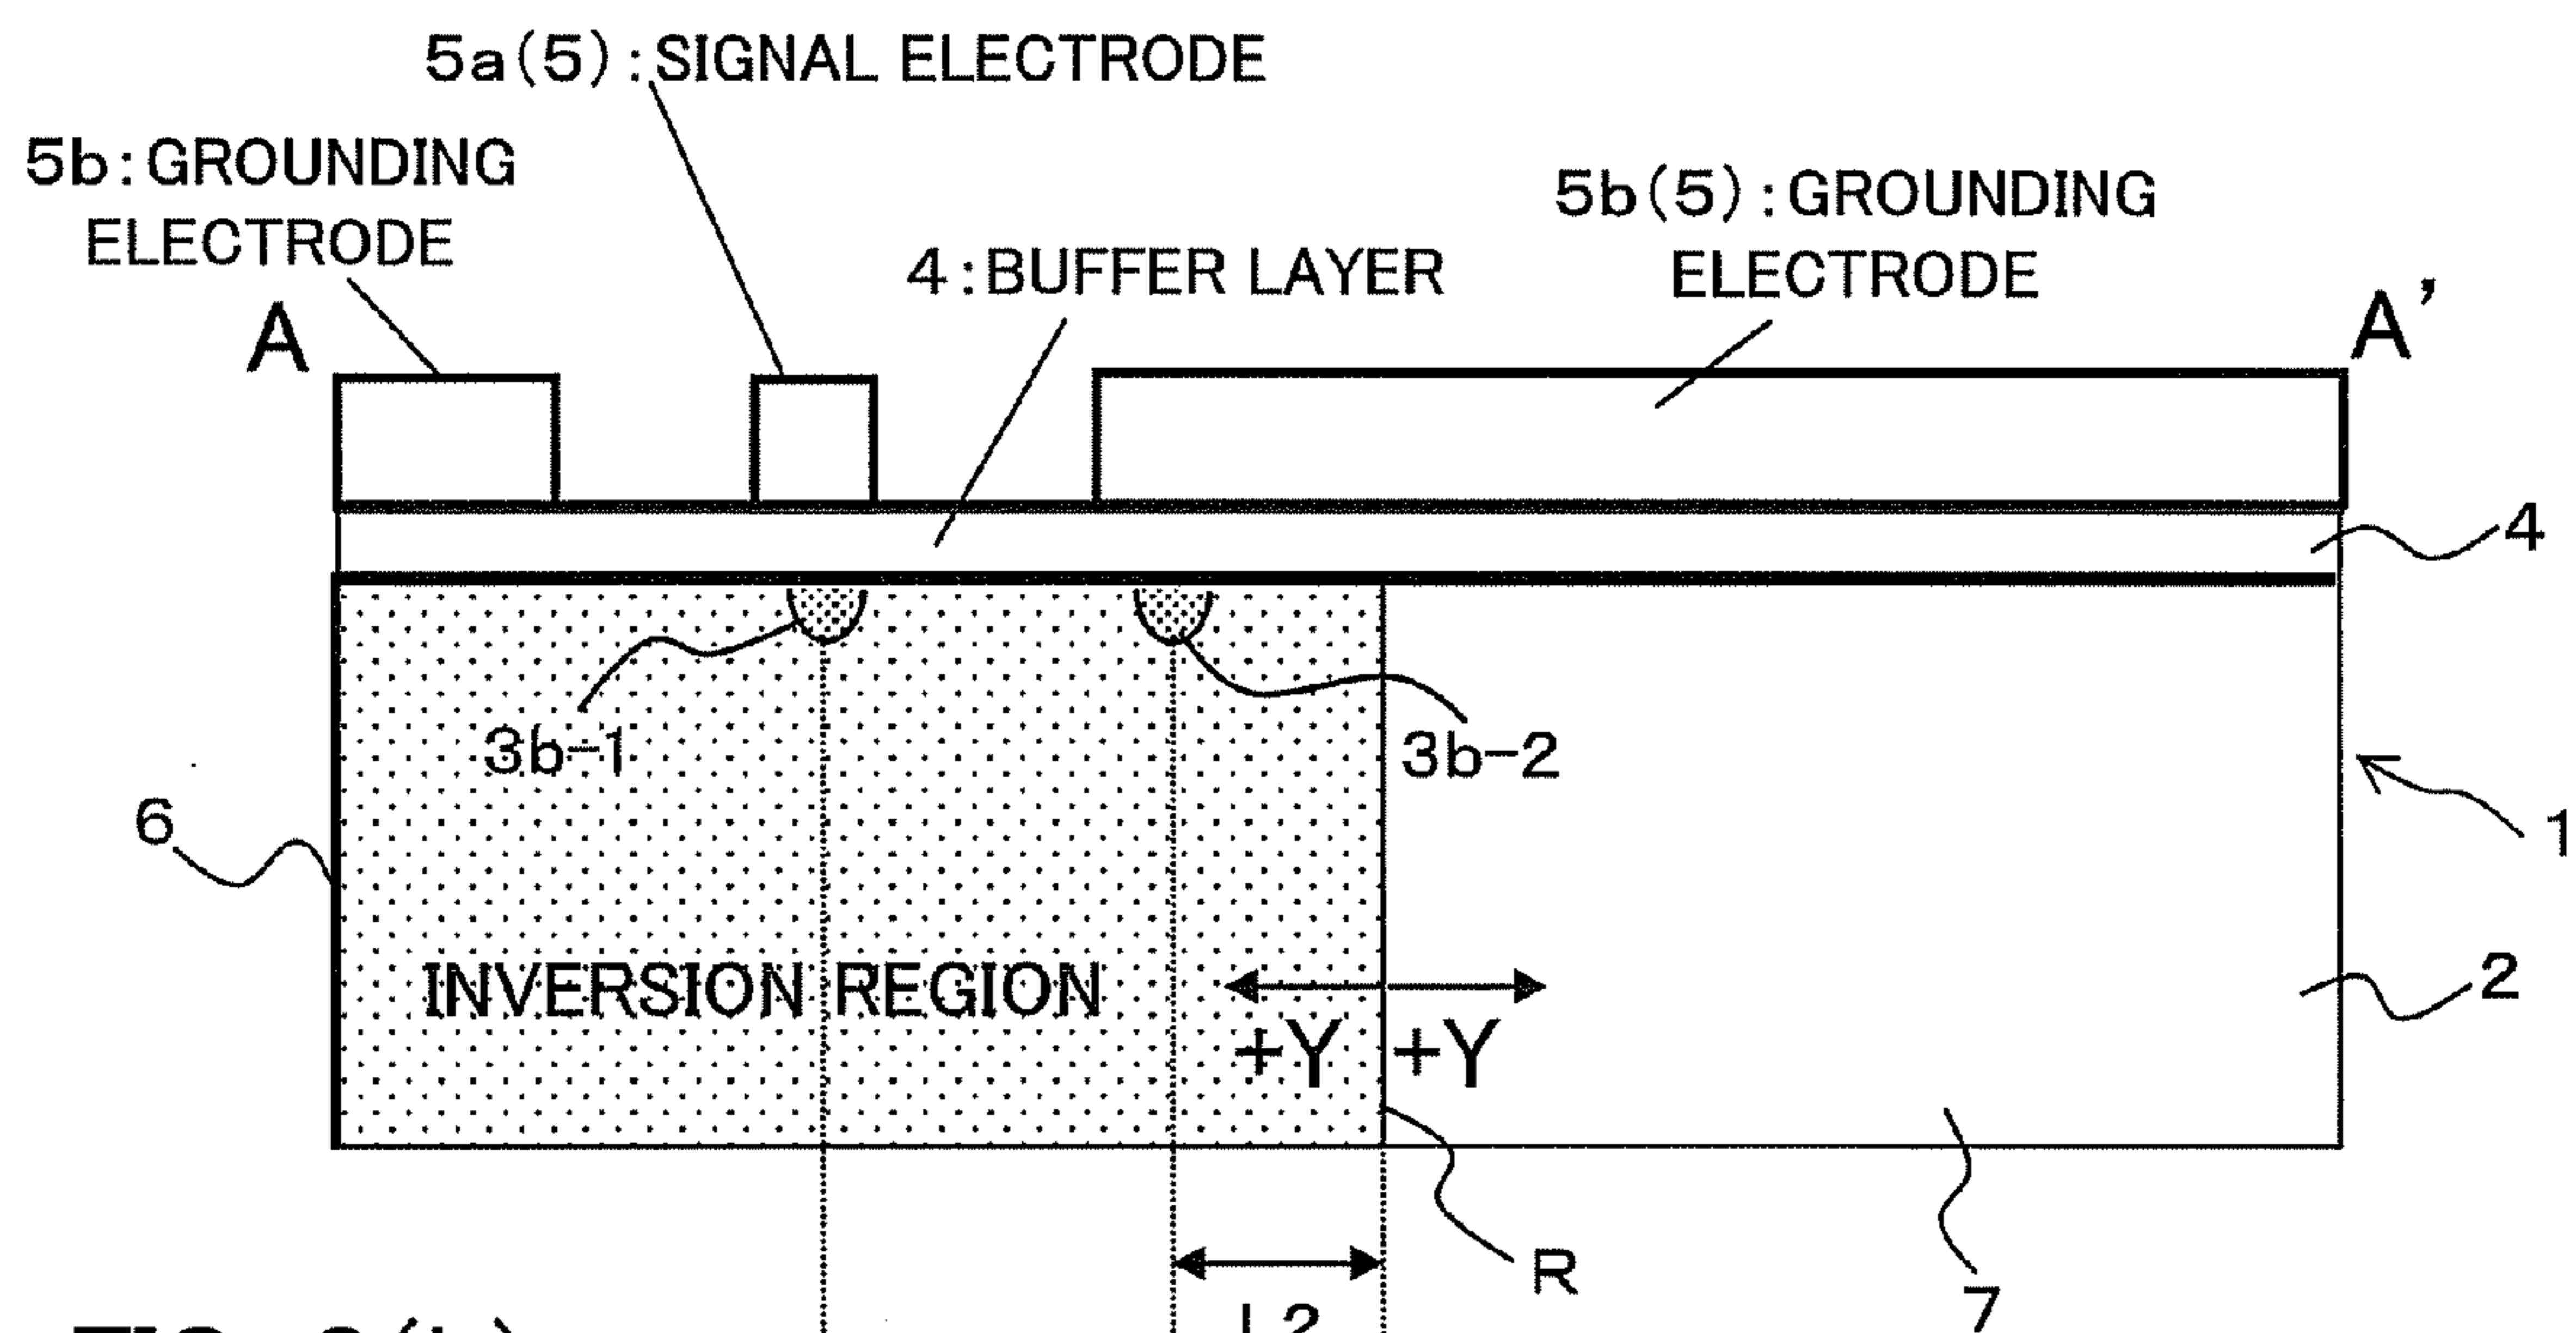 5a(5):SIGNAL ELECTRODE
5b:GROUNDING
ELECTRODE
5b(5):GROUNDING
ELECTRODE
4:BUFFER LAYER
A
A'
4
3b-1
3b-2
6
1
INVERSION REGION
2
+Y
+Y
R
7
L2